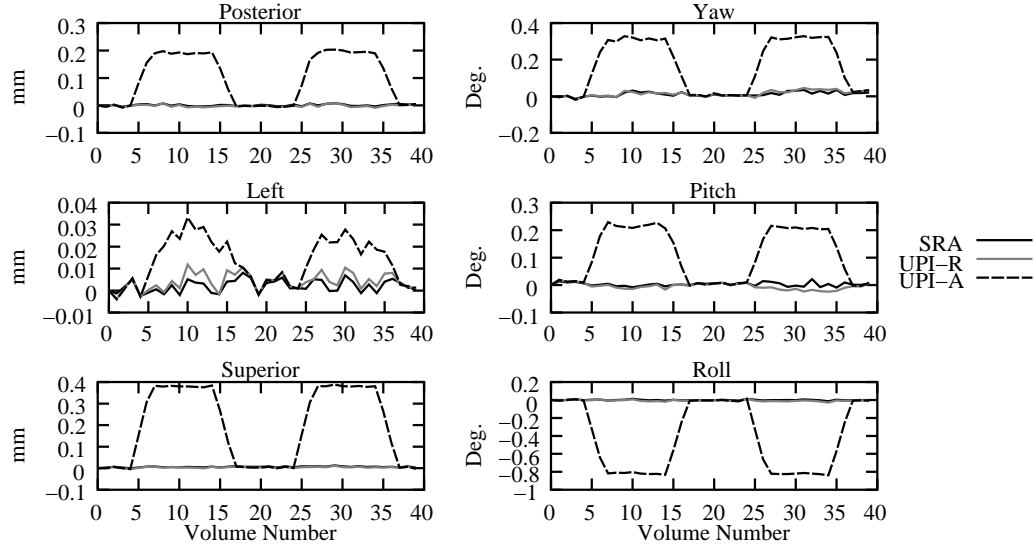 Posterior
mm
0.3
0.2
0.1
0
−0.1
0 5 10 15 20 25 30 35 40
Yaw
Deg.
0.4
0.2
0
−0.2
0 5 10 15 20 25 30 35 40
Left
mm
0.04
0.03
0.02
0.01
0
−0.01
0 5 10 15 20 25 30 35 40
Pitch
Deg.
0.3
0.2
0.1
0
−0.1
0 5 10 15 20 25 30 35 40
SRA
UPI−R
UPI−A
Superior
mm
0.4
0.3
0.2
0.1
0
−0.1
0 5 10 15 20 25 30 35 40
Volume Number
Roll
Deg.
0.2
0
−0.2
−0.4
−0.6
−0.8
−1
0 5 10 15 20 25 30 35 40
Volume Number